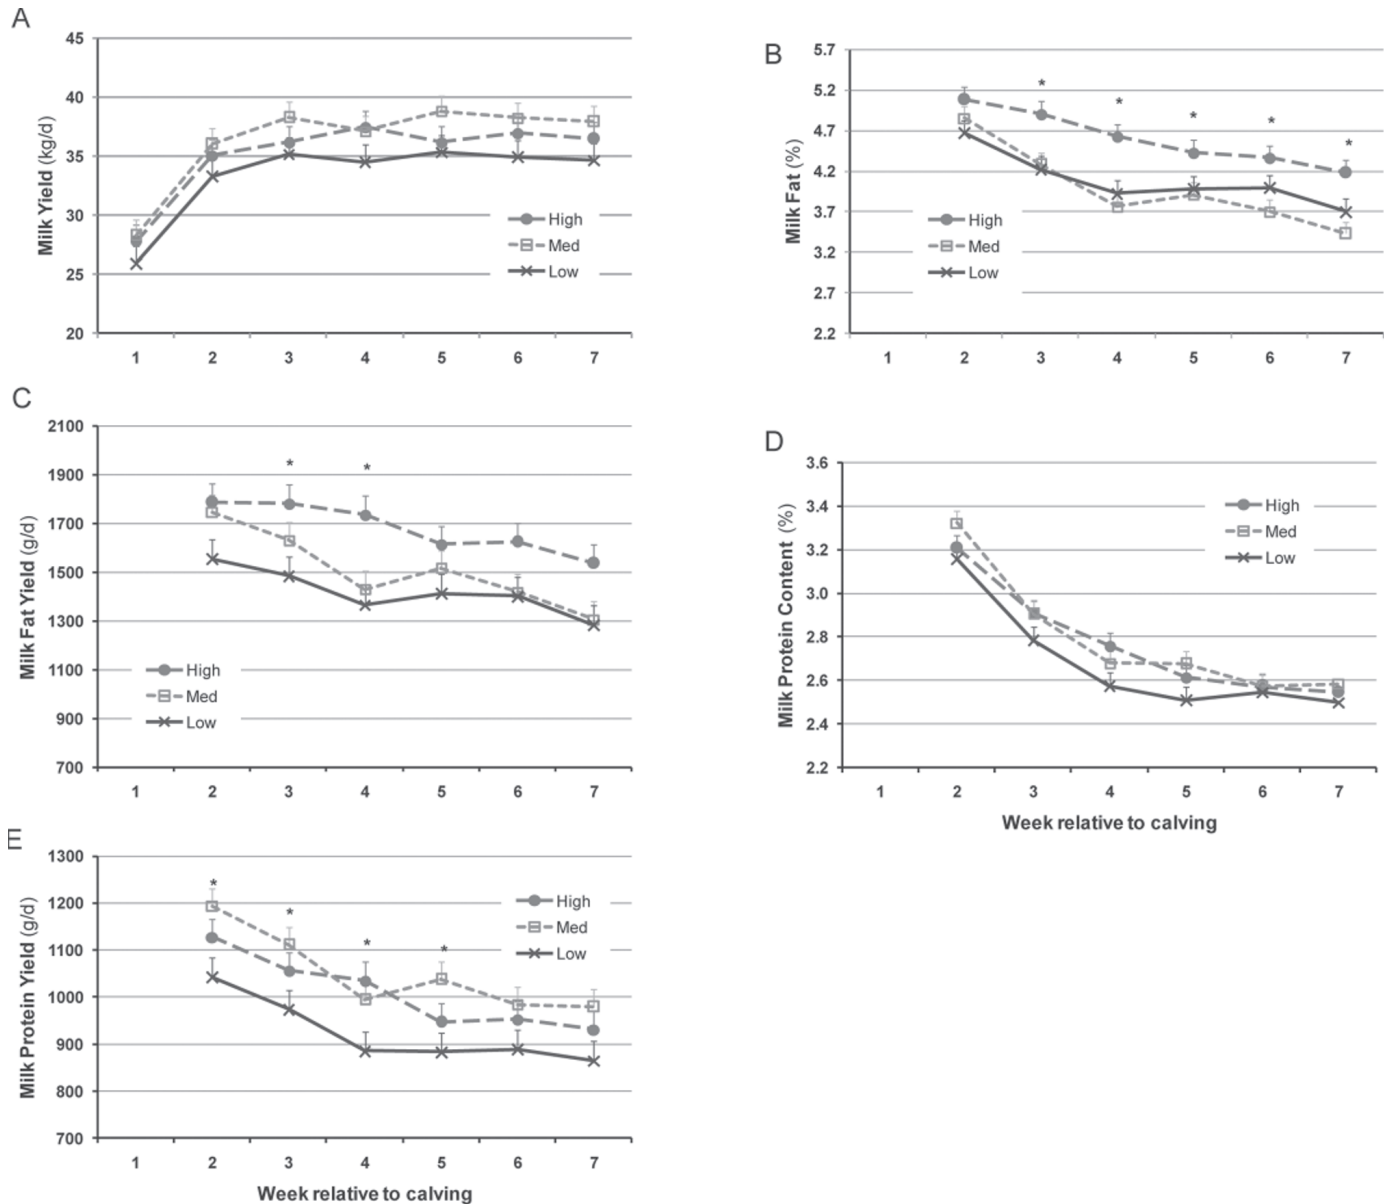 A
45
40
35
30
25
20
Milk Yield (kg/d)
High
Med
Low
1 2 3 4 5 6 7
B
5.7
5.2
4.7
4.2
3.7
3.2
2.7
2.2
Milk Fat (%)
* * * * *
High
Med
Low
1 2 3 4 5 6 7
C
2100
1900
1700
1500
1300
1100
900
700
Milk Fat Yield (g/d)
* *
High
Med
Low
1 2 3 4 5 6 7
D
3.6
3.4
3.2
3.0
2.8
2.6
2.4
2.2
Milk Protein Content (%)
High
Med
Low
1 2 3 4 5 6 7
Week relative to calving
E
1300
1200
1100
1000
900
800
700
Milk Protein Yield (g/d)
* * * *
High
Med
Low
1 2 3 4 5 6 7
Week relative to calving